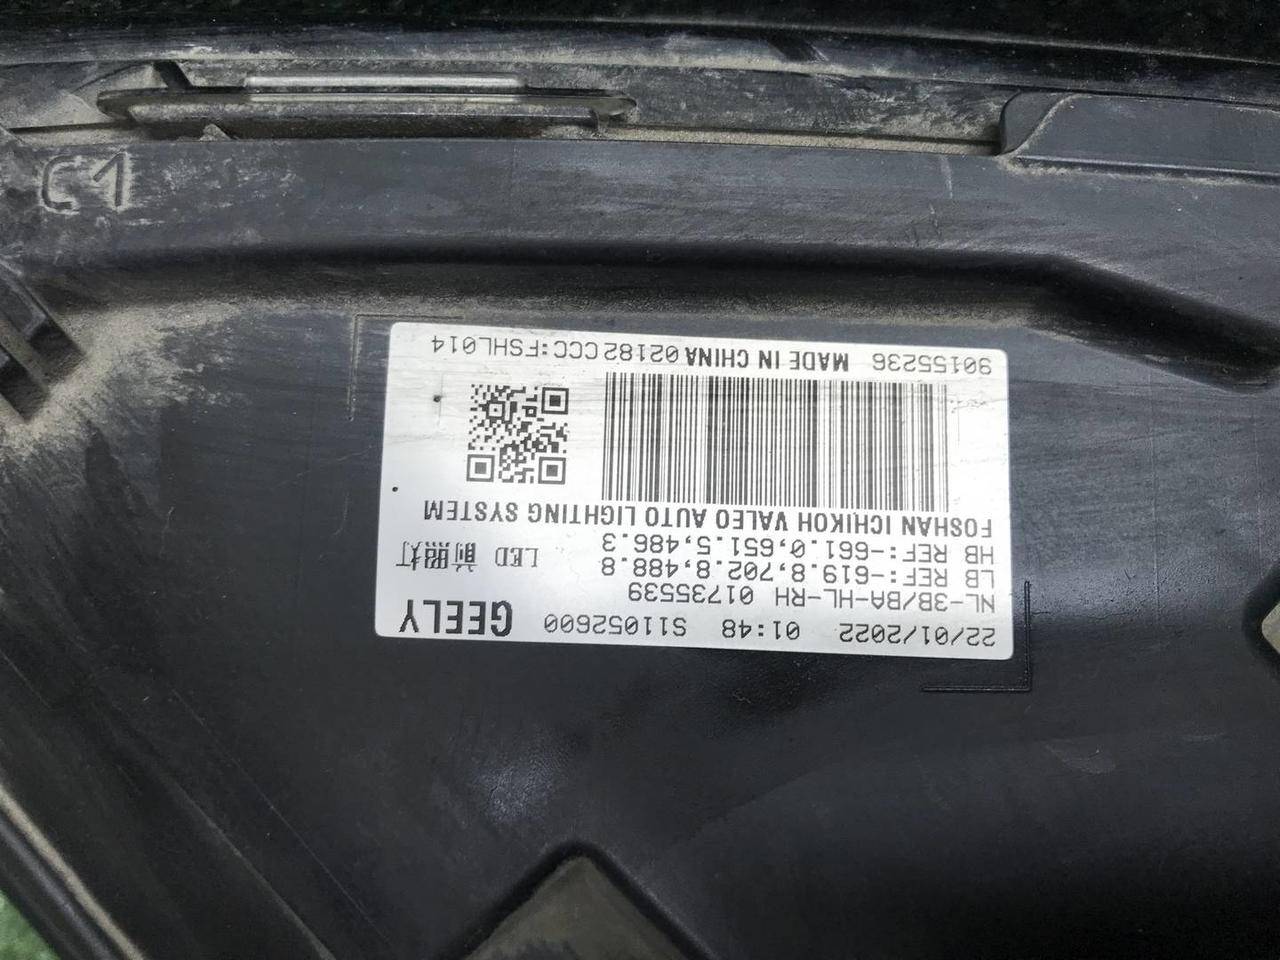 C1
22/01/2022 01:48 S11052600 GEELY
NL-3B/BA-HL-RH 01735539
LB REF:-619.8,702.8,488.8
HB REF:-661.0,651.5,486.3 LED 前照灯
FOSHAN ICHIKOH VALEO AUTO LIGHTING SYSTEM
90155236 MADE IN CHINA 02182 CCC:FSHL014